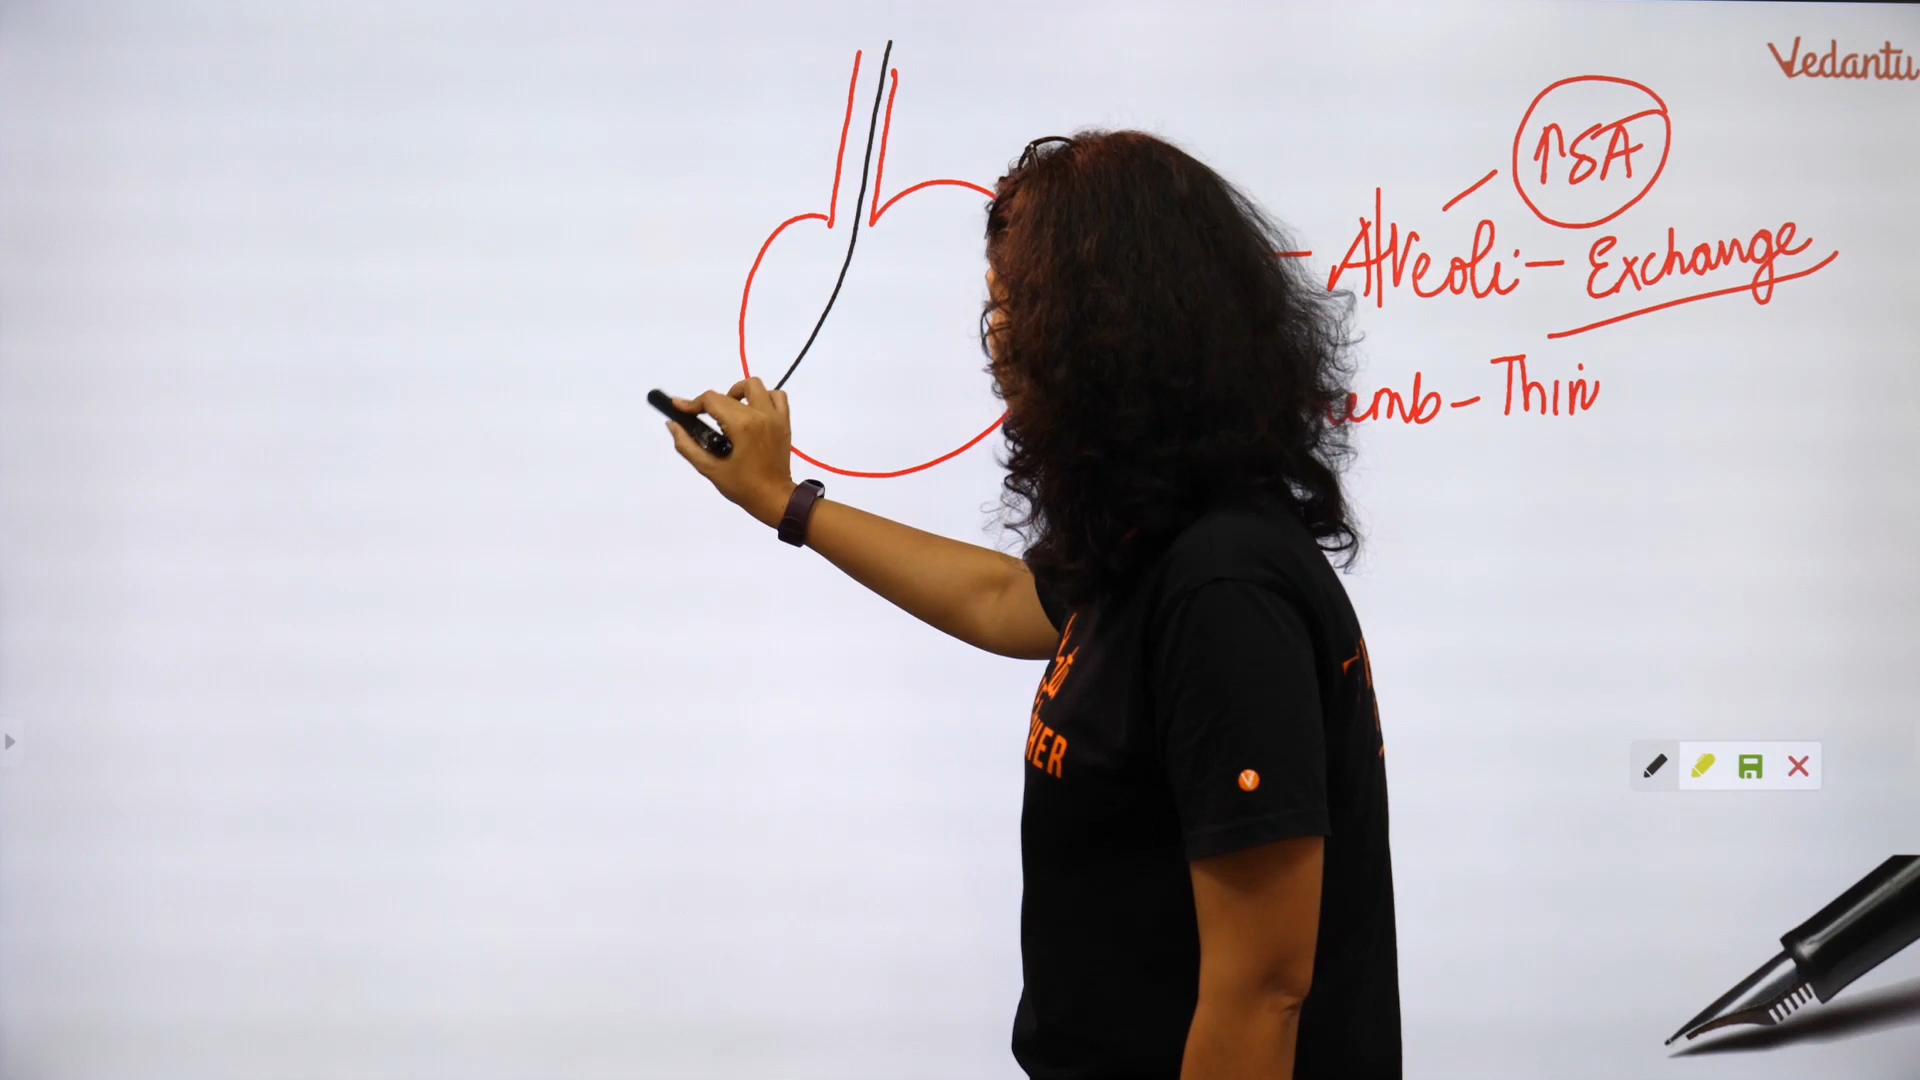 Vedantu
↑SA
- Alveoli - Exchange
emb - Thin
HER
V